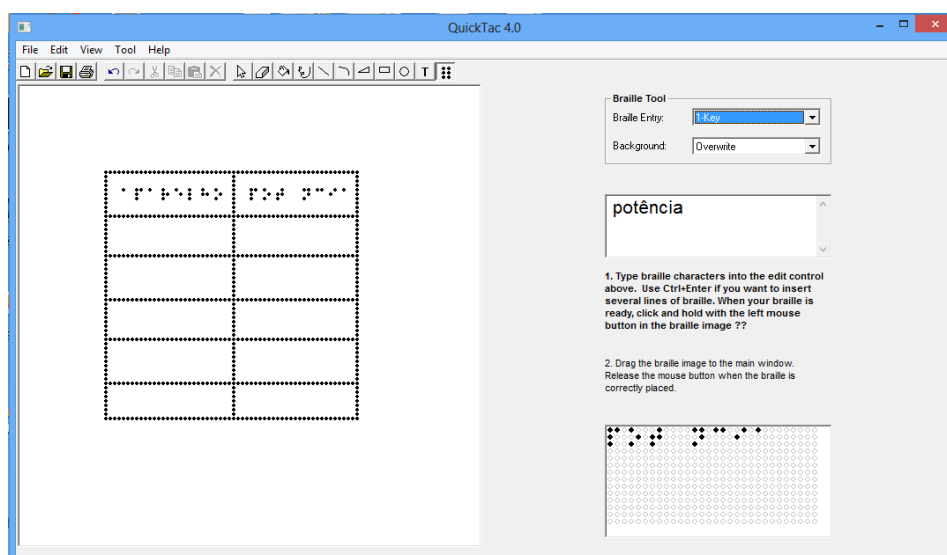 QuickTac 4.0
File Edit View Tool Help
T
Braille Tool
Braille Entry: 1-Key
Background: Overwrite
potência
1. Type braille characters into the edit control
above. Use Ctrl+Enter if you want to insert
several lines of braille. When your braille is
ready, click and hold with the left mouse
button in the braille image ??
2. Drag the braille image to the main window.
Release the mouse button when the braille is
correctly placed.